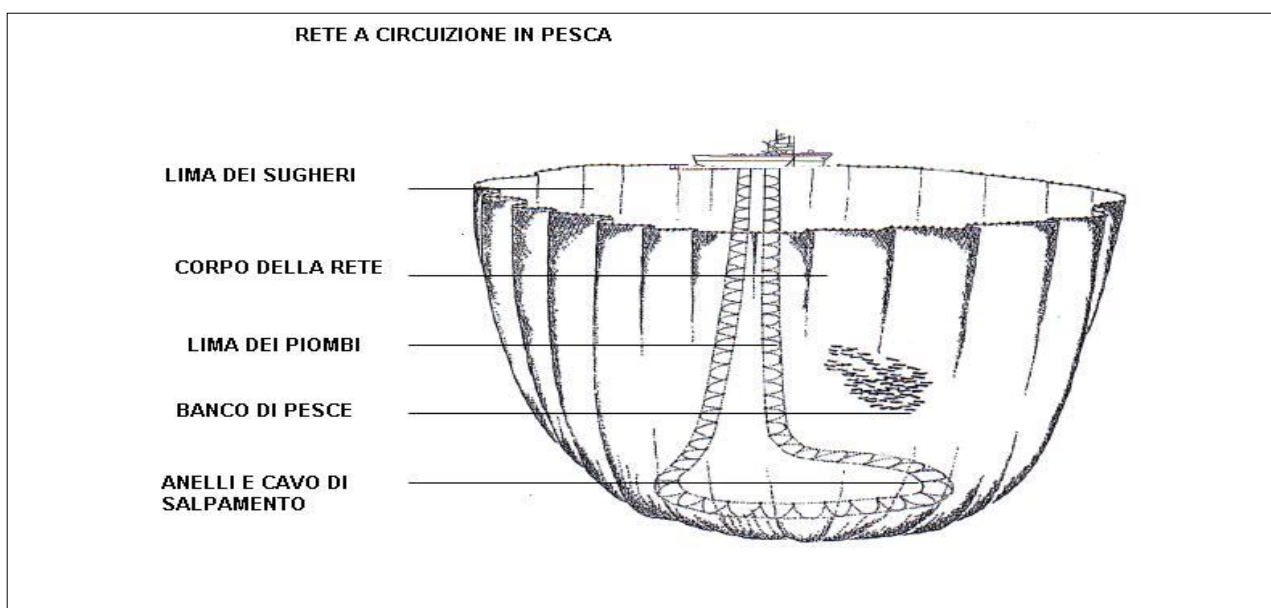 RETE A CIRCUIZIONE IN PESCA
LIMA DEI SUGHERI
CORPO DELLA RETE
LIMA DEI PIOMBI
BANCO DI PESCE
ANELLI E CAVO DI
SALPAMENTO